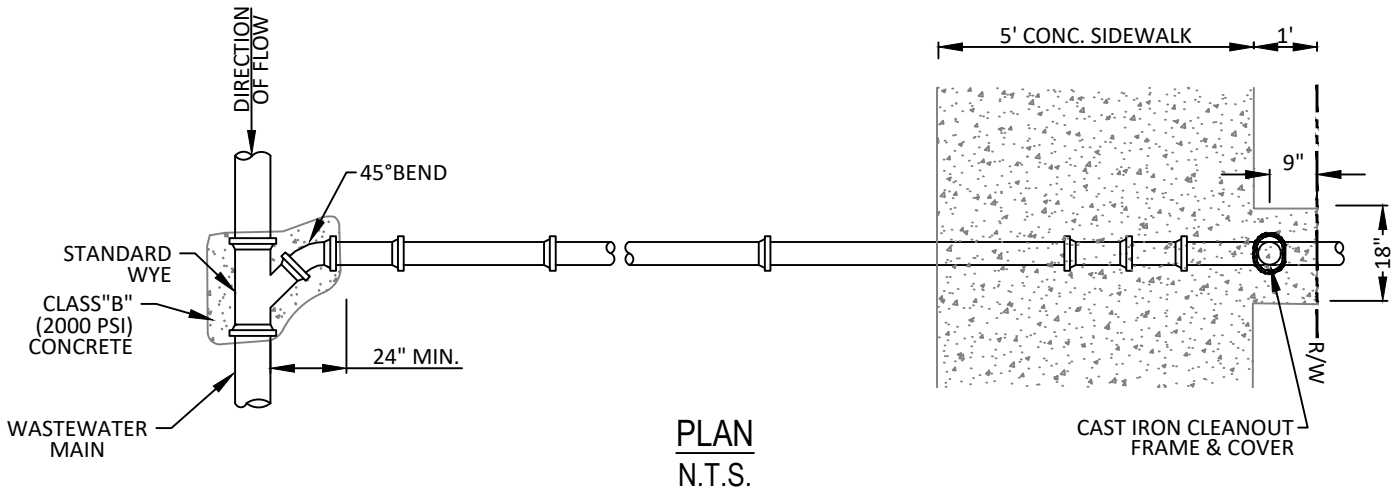 DIRECTION
OF FLOW
5' CONC. SIDEWALK
1'
45°BEND
9"
STANDARD
WYE
18"
CLASS"B"
(2000 PSI)
CONCRETE
24" MIN.
R/W
WASTEWATER
MAIN
CAST IRON CLEANOUT
FRAME & COVER
PLAN
N.T.S.